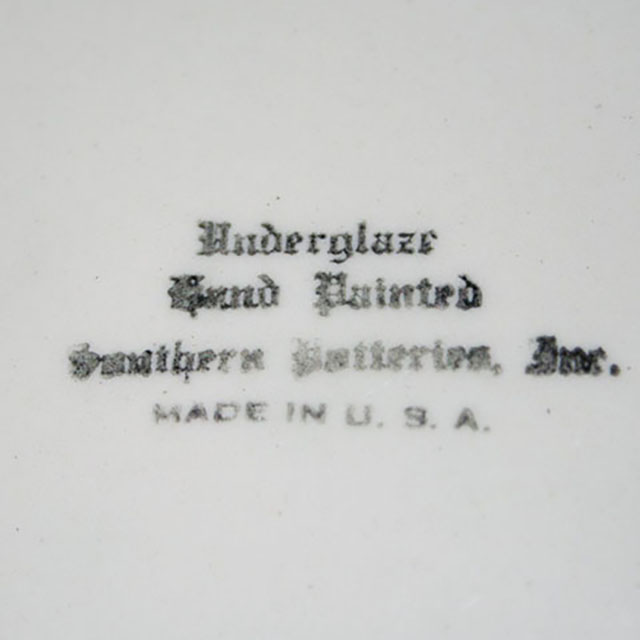 Underglaze
Hand Painted
Southern Potteries, Inc.
MADE IN U. S. A.